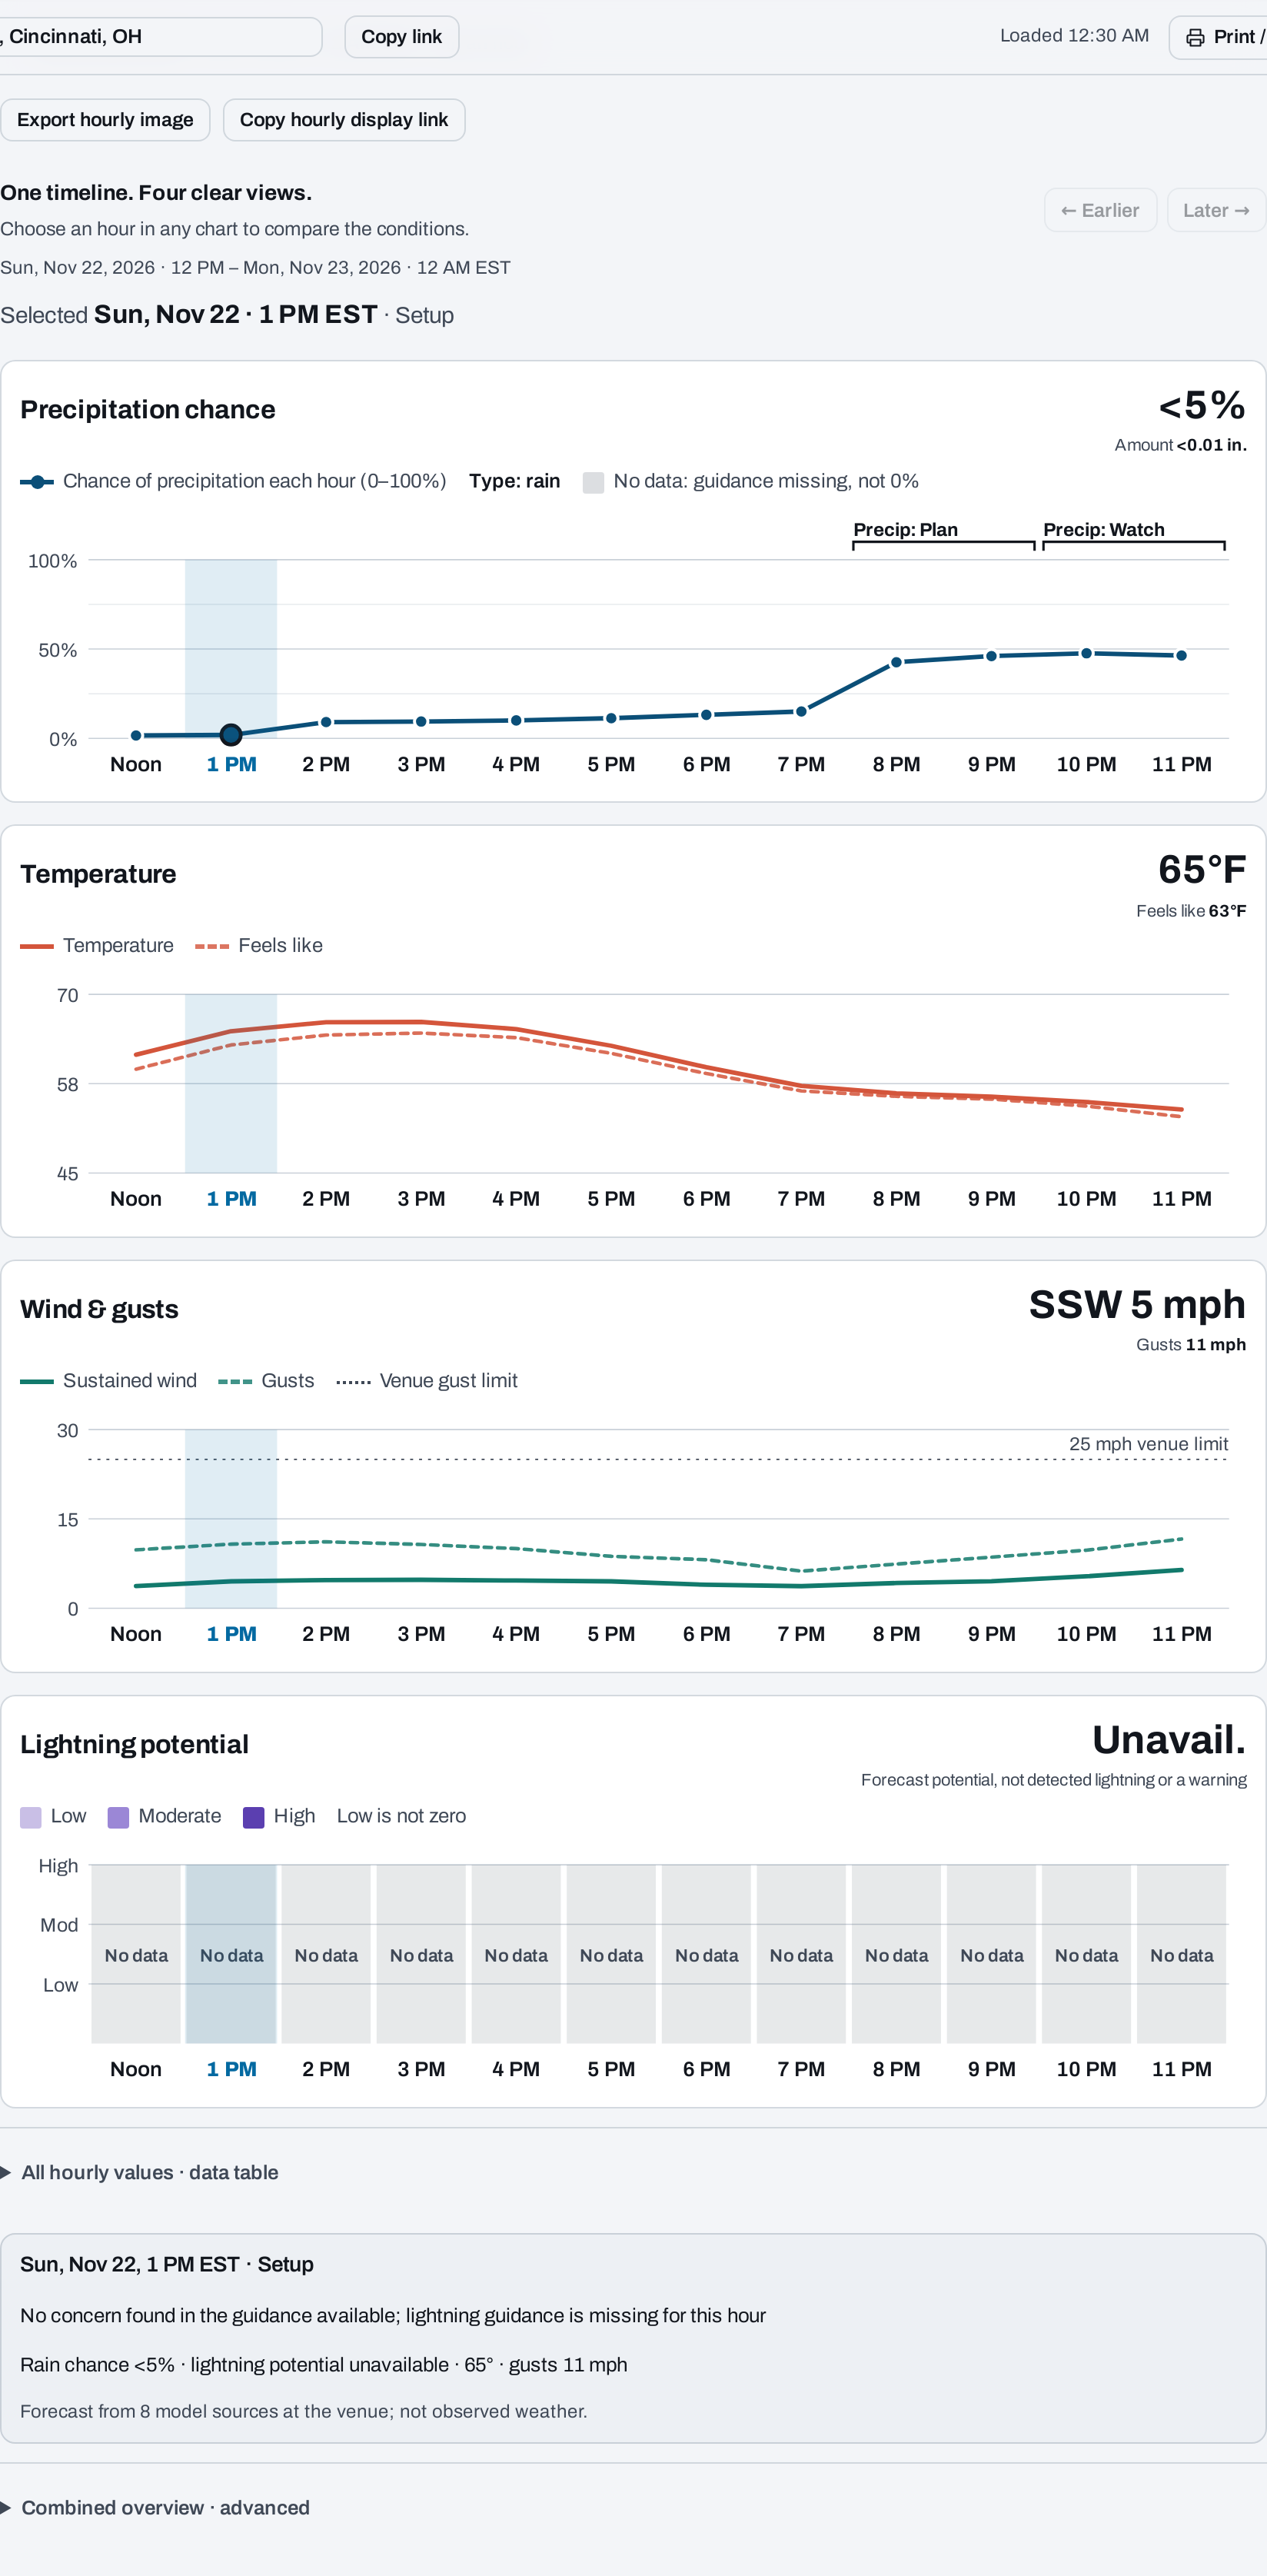 , Cincinnati, OH
Copy link
Loaded 12:30 AM
Print /
Export hourly image
Copy hourly display link
One timeline. Four clear views.
Choose an hour in any chart to compare the conditions.
← Earlier
Later →
Sun, Nov 22, 2026 · 12 PM – Mon, Nov 23, 2026 · 12 AM EST
Selected Sun, Nov 22 · 1 PM EST · Setup
Precipitation chance
<5%
Amount <0.01 in.
Chance of precipitation each hour (0–100%)
Type: rain
No data: guidance missing, not 0%
Precip: Plan
Precip: Watch
100%
50%
0%
Noon 1 PM 2 PM 3 PM 4 PM 5 PM 6 PM 7 PM 8 PM 9 PM 10 PM 11 PM
Temperature
65°F
Feels like 63°F
Temperature
Feels like
70
58
45
Noon 1 PM 2 PM 3 PM 4 PM 5 PM 6 PM 7 PM 8 PM 9 PM 10 PM 11 PM
Wind & gusts
SSW 5 mph
Gusts 11 mph
Sustained wind
Gusts
Venue gust limit
30
25 mph venue limit
15
0
Noon 1 PM 2 PM 3 PM 4 PM 5 PM 6 PM 7 PM 8 PM 9 PM 10 PM 11 PM
Lightning potential
Unavail.
Forecast potential, not detected lightning or a warning
Low
Moderate
High
Low is not zero
High
Mod
No data No data No data No data No data No data No data No data No data No data No data No data
Low
Noon 1 PM 2 PM 3 PM 4 PM 5 PM 6 PM 7 PM 8 PM 9 PM 10 PM 11 PM
All hourly values · data table
Sun, Nov 22, 1 PM EST · Setup
No concern found in the guidance available; lightning guidance is missing for this hour
Rain chance <5% · lightning potential unavailable · 65° · gusts 11 mph
Forecast from 8 model sources at the venue; not observed weather.
Combined overview · advanced